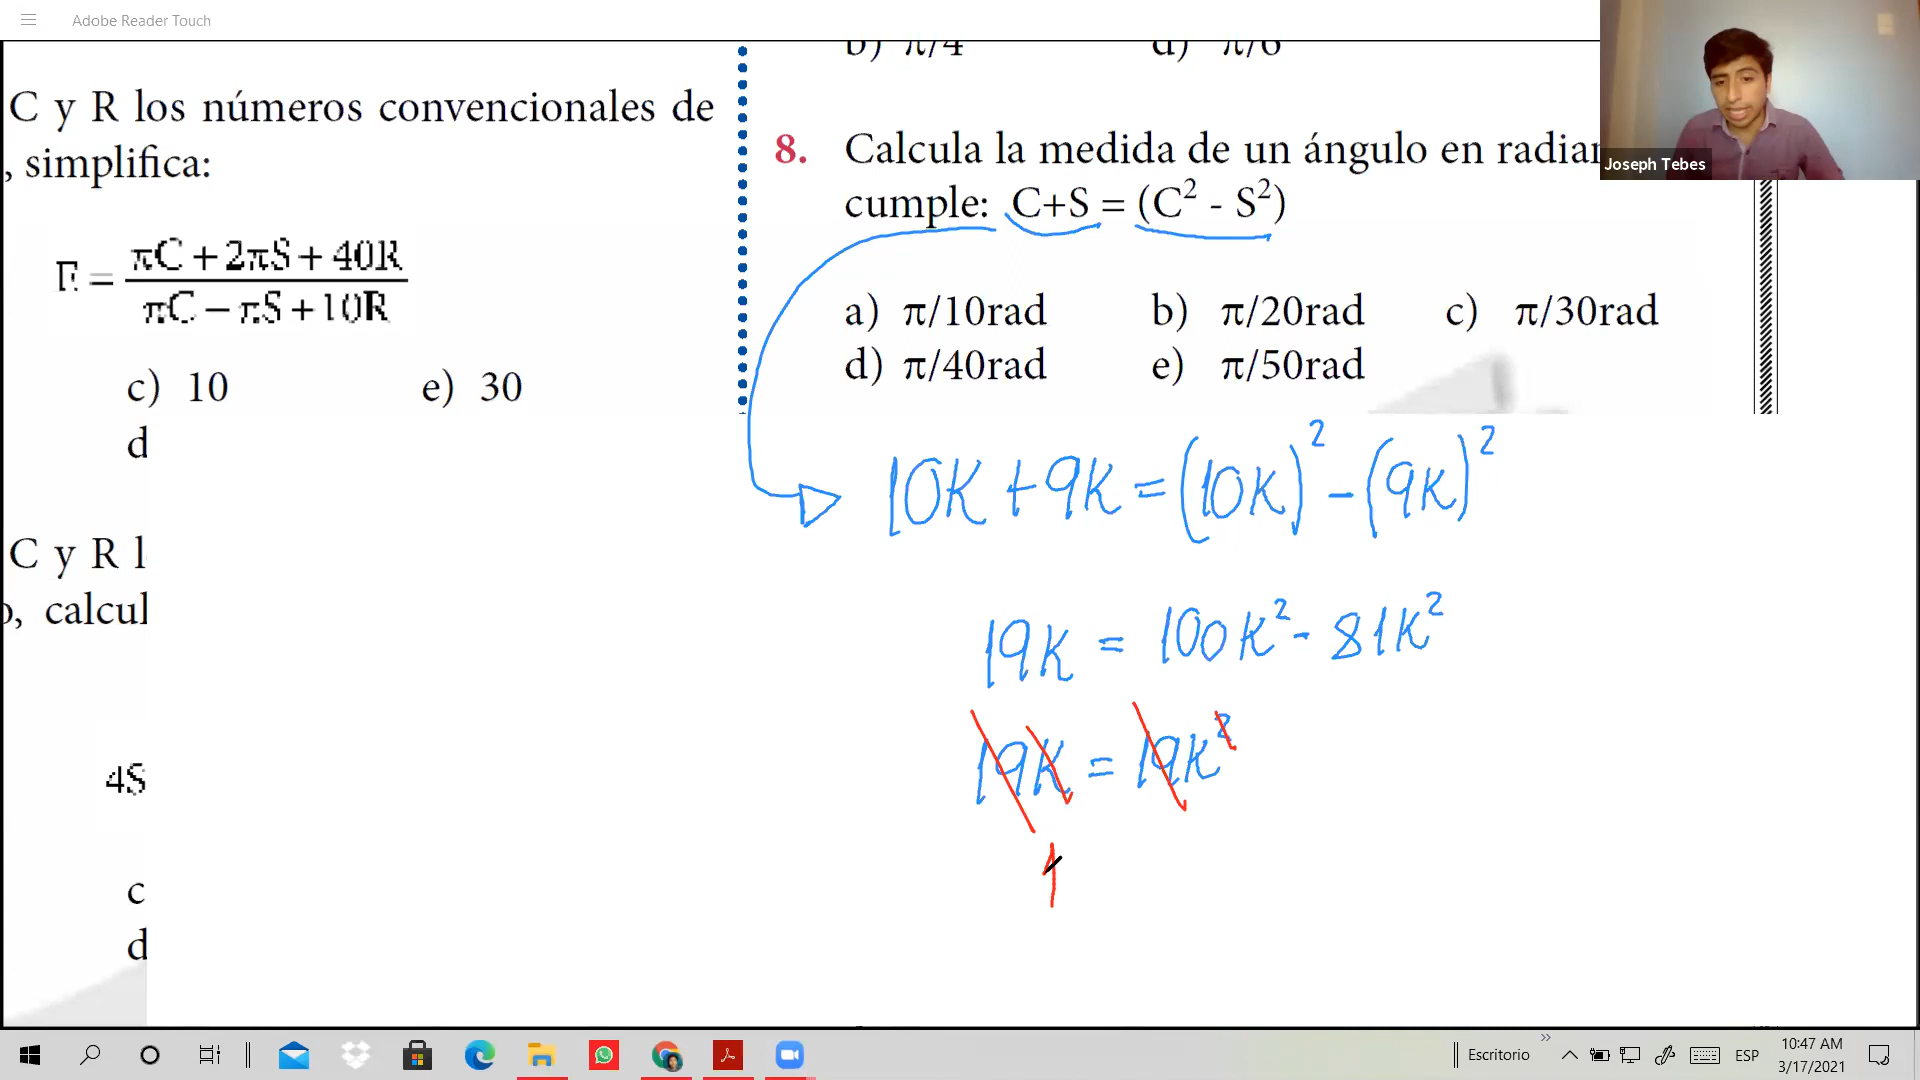 Adobe Reader Touch
C y R los números convencionales de
, simplifica:
E = πC + 2πS + 40R / πC − πS + 10R
c) 10 e) 30
d
C y R l
o, calcul
4S
c
d
b) π/4 d) π/6
8. Calcula la medida de un ángulo en radian
cumple: C+S = (C² - S²)
a) π/10rad b) π/20rad c) π/30rad
d) π/40rad e) π/50rad
10K + 9K = (10K)² - (9K)²
19K = 100K² - 81K²
19K = 19K²
1
Joseph Tebes
Escritorio
ESP
10:47 AM
3/17/2021